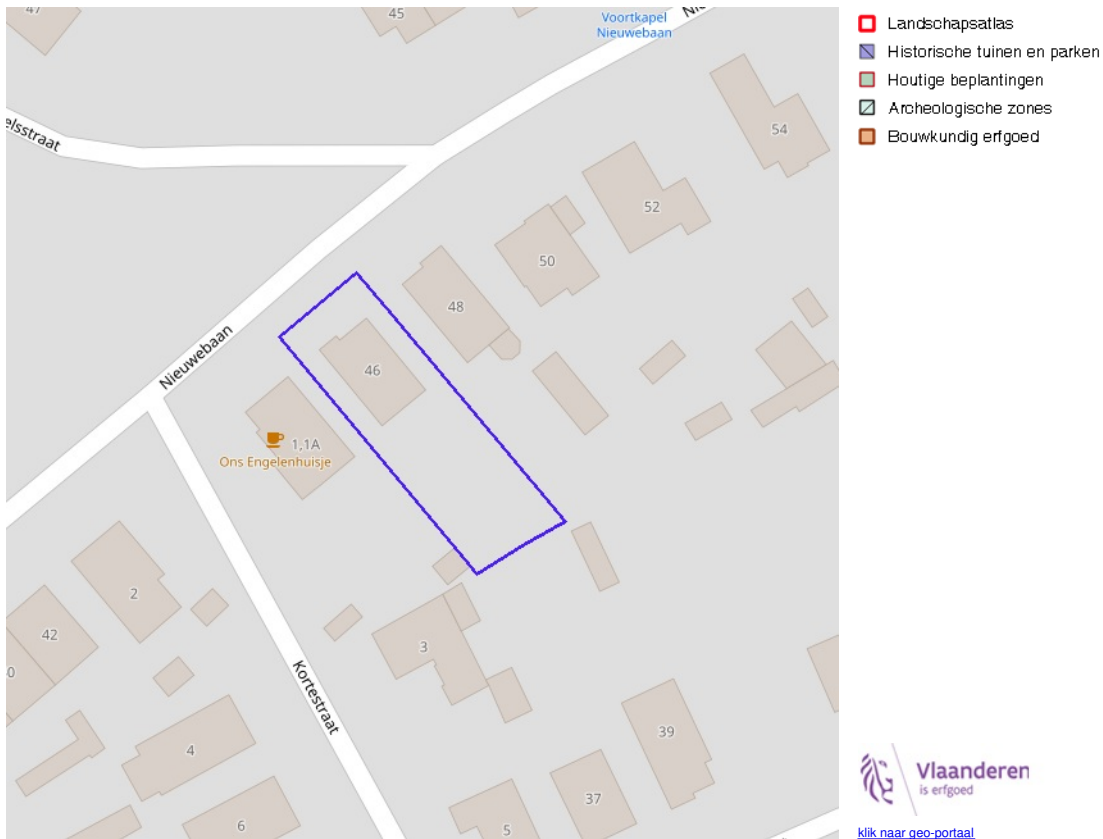 47
45
Voortkapel
Nieuwebaan
elsstraat
54
52
50
48
46
Nieuwebaan
1,1A
Ons Engelenhuisje
2
42
3
Kortestraat
4
39
37
5
6
Landschapsatlas
Historische tuinen en parken
Houtige beplantingen
Archeologische zones
Bouwkundig erfgoed
Vlaanderen
is erfgoed
klik naar geo-portaal